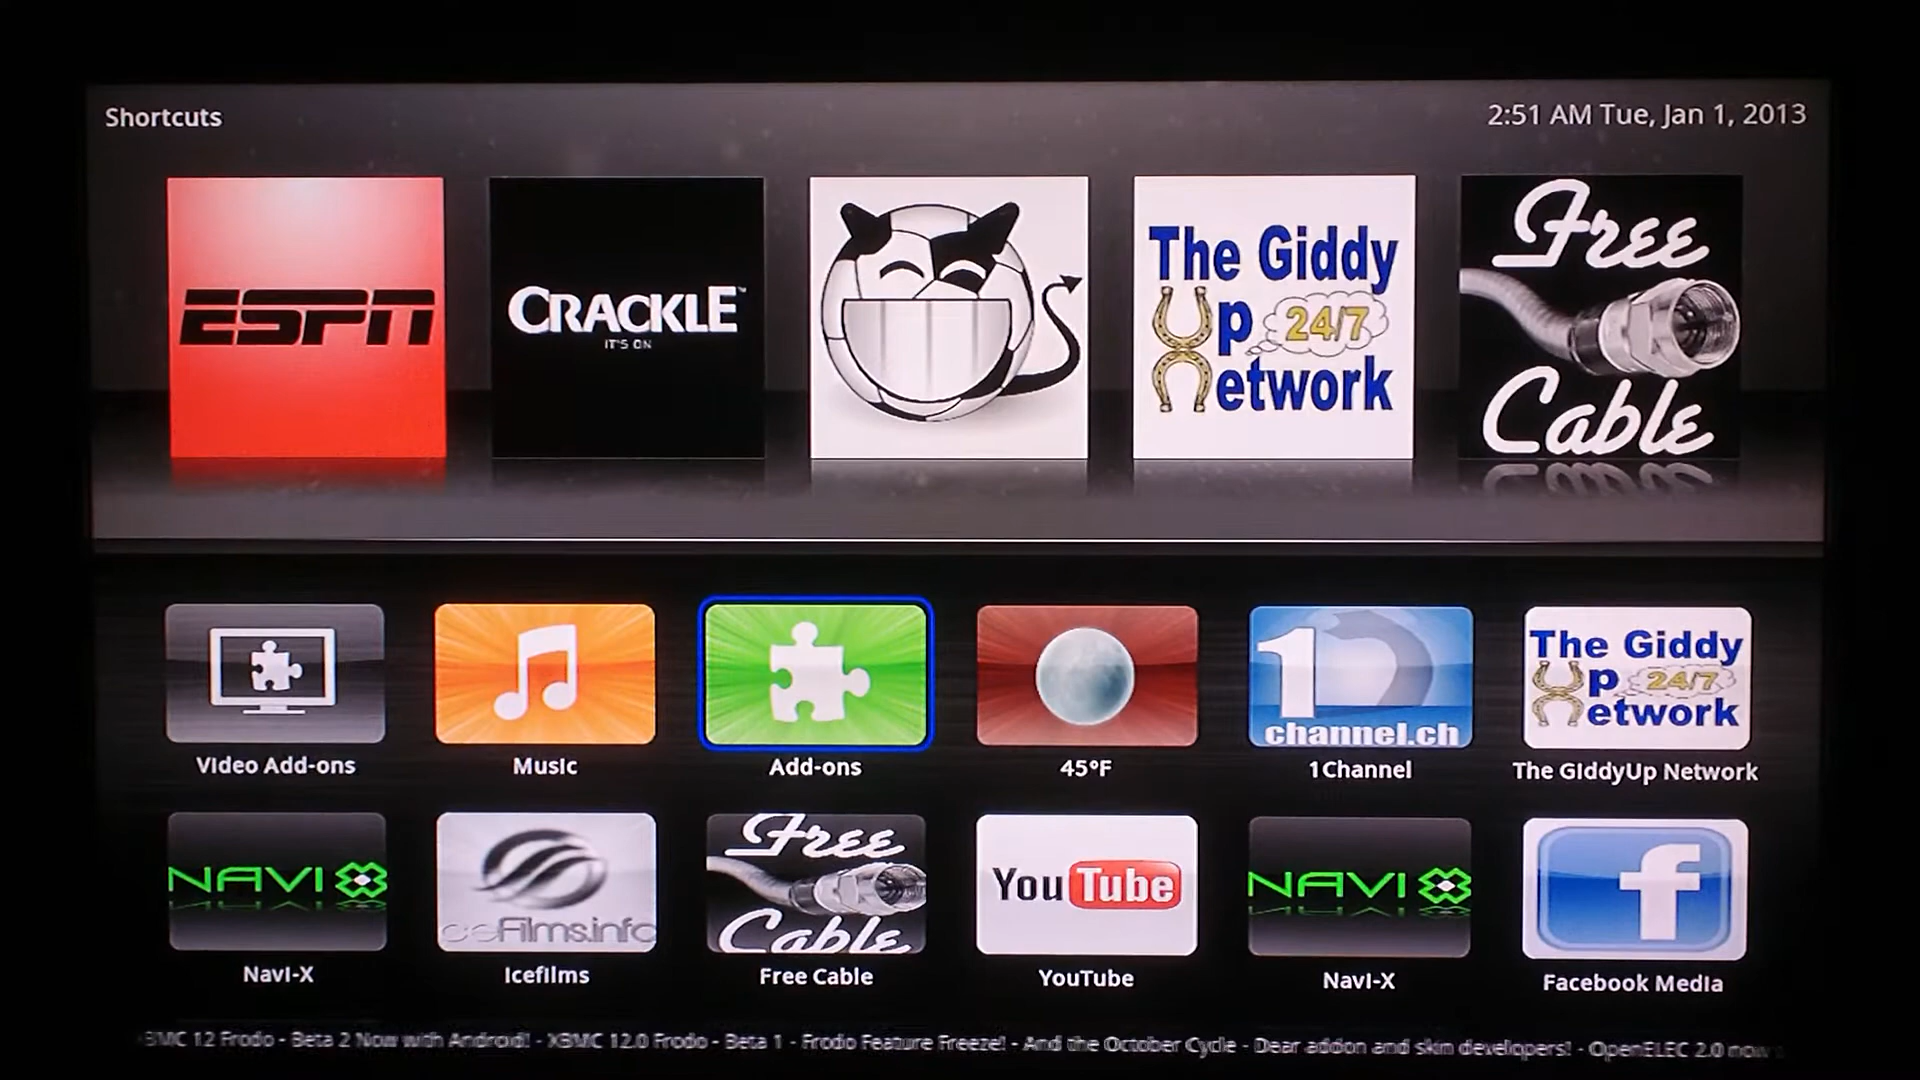 Shortcuts
2:51 AM Tue, Jan 1, 2013
ESPN
CRACKLE™
IT'S ON
The Giddy
Up 24/7
Network
Free
Cable
Video Add-ons
Music
Add-ons
45°F
1
channel.ch
1Channel
The Giddy
Up 24/7
Network
The GiddyUp Network
NAVI X
Navi-X
iceFilms.info
Icefilms
Free
Cable
Free Cable
YouTube
YouTube
NAVI X
Navi-X
f
Facebook Media
XBMC 12 Frodo - Beta 2 Now with Android! - XBMC 12.0 Frodo - Beta 1 - Frodo Feature Freeze! - And the October Cycle - Dear addon and skin developers! - OpenELEC 2.0 now